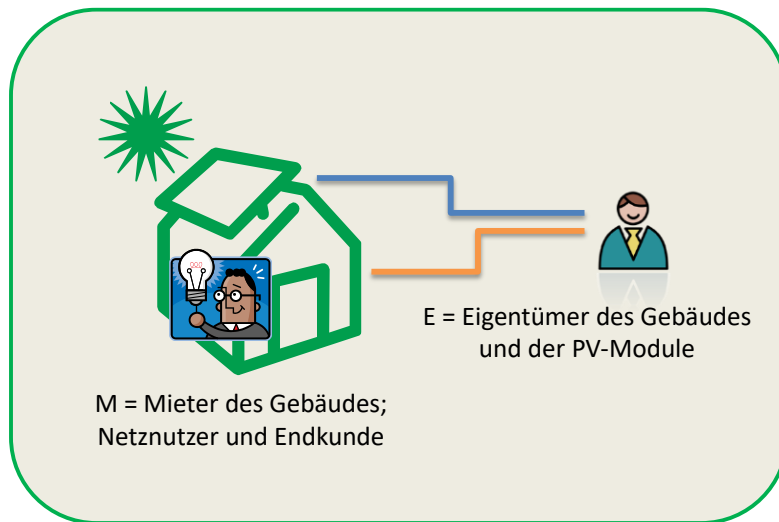 E = Eigentümer des Gebäudes
und der PV-Module
M = Mieter des Gebäudes;
Netznutzer und Endkunde